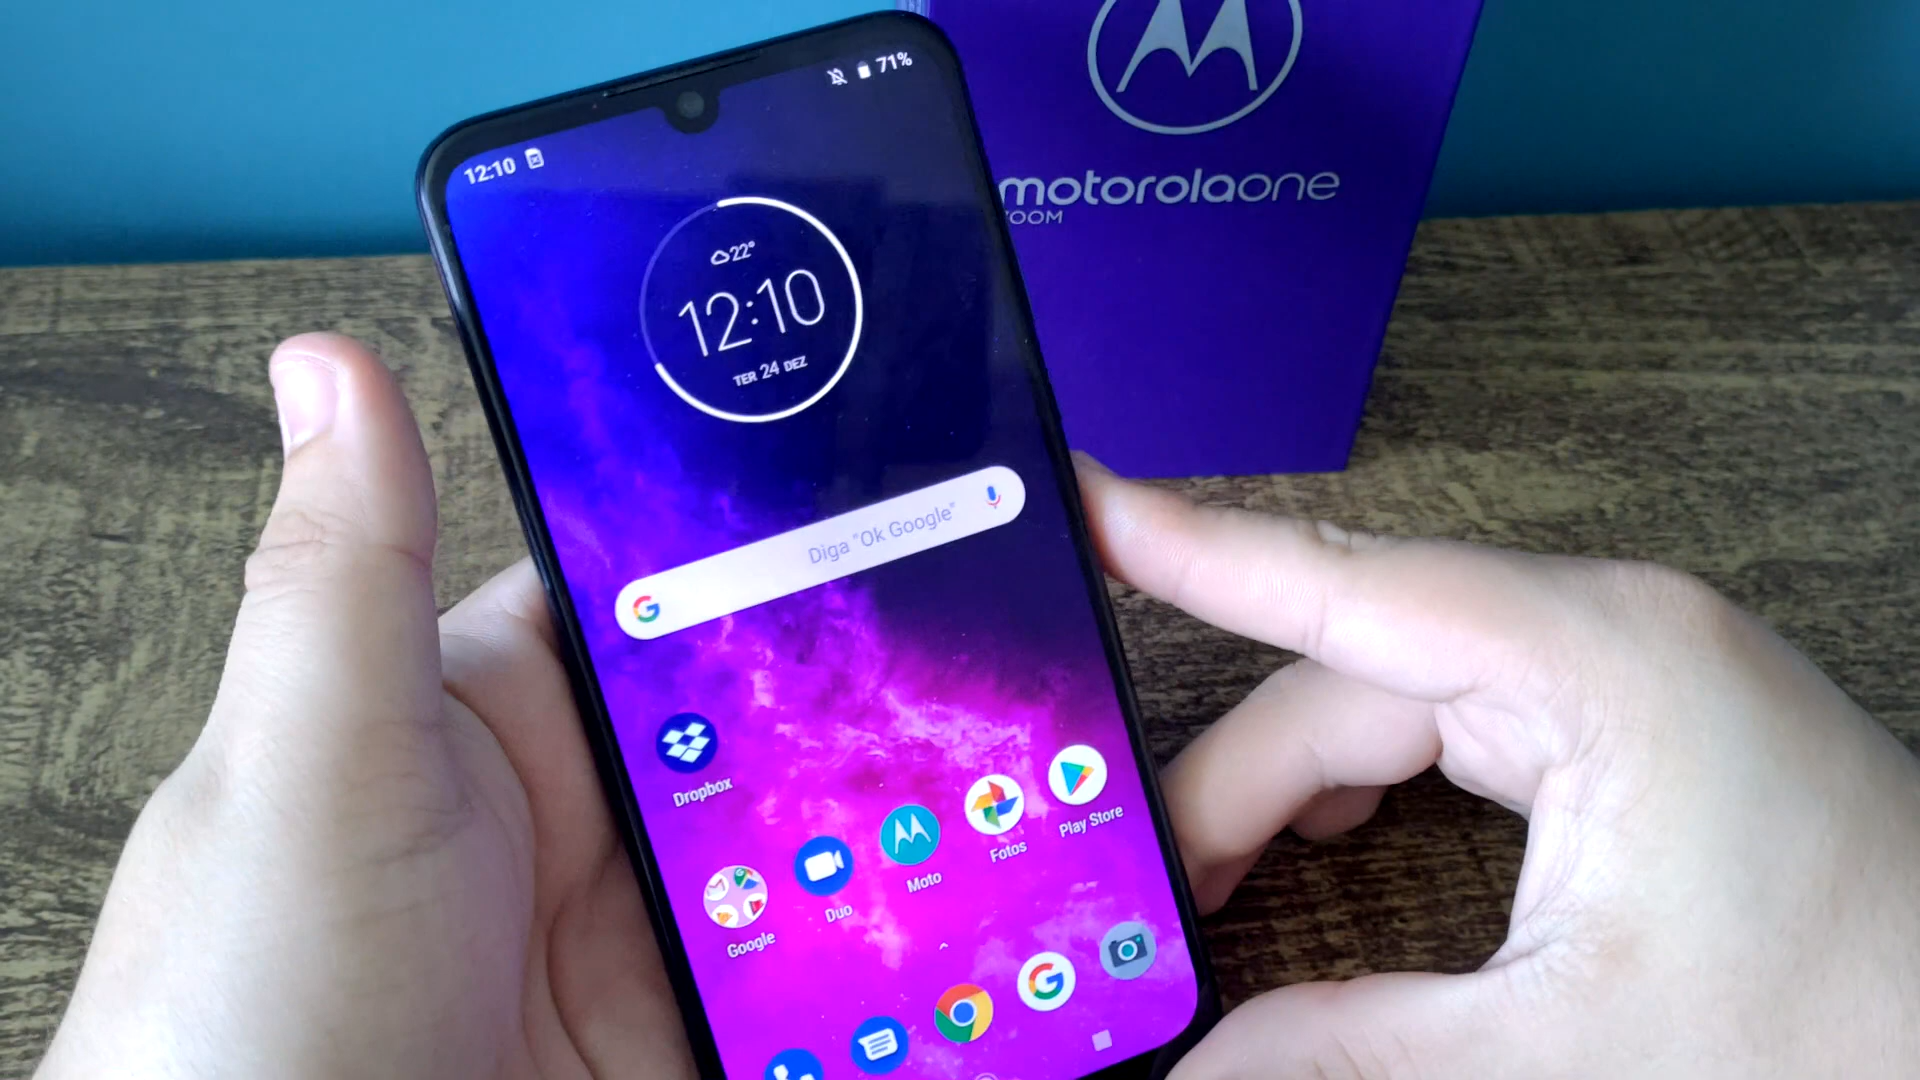 71%
12:10
22°
12:10
TER 24 DEZ
motorolaone
ZOOM
Diga "Ok Google"
Dropbox
Play Store
Fotos
Moto
Duo
Google